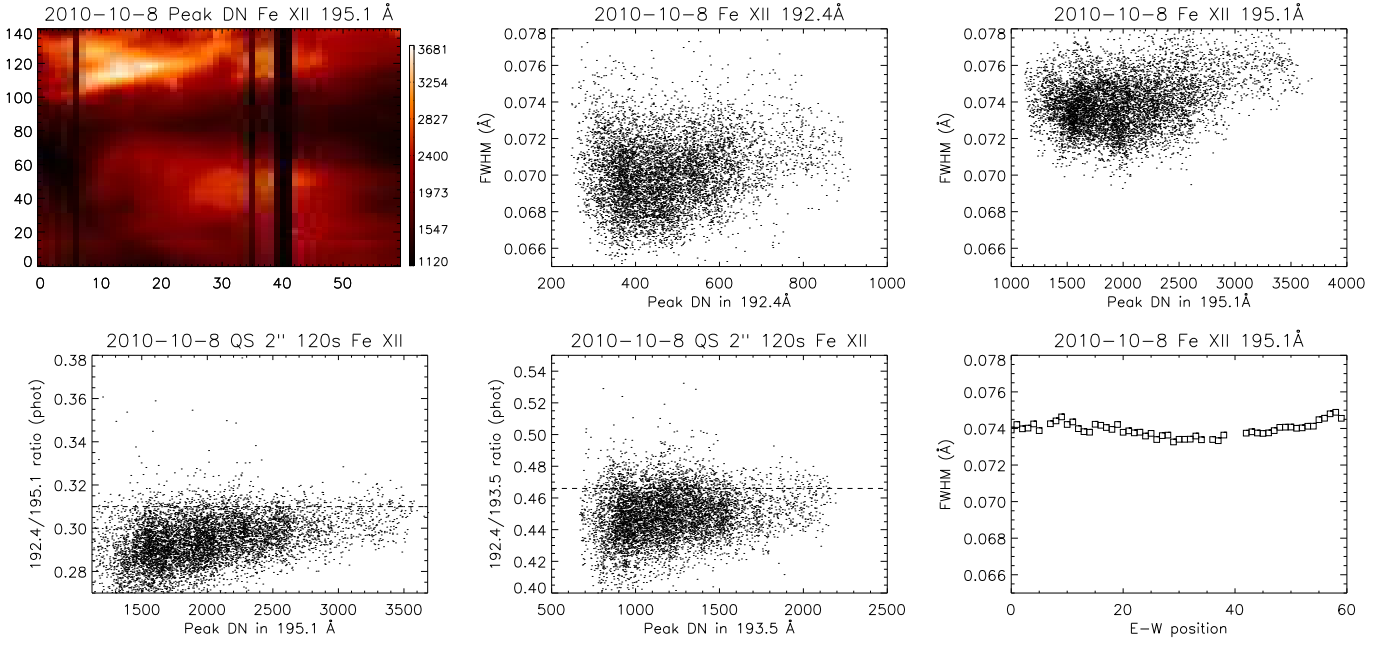 2010-10-8 Peak DN Fe XII 195.1 Å
140
120
100
80
60
40
20
0
0 10 20 30 40 50
3681
3254
2827
2400
1973
1547
1120
2010-10-8 Fe XII 192.4Å
FWHM (Å)
0.078
0.076
0.074
0.072
0.070
0.068
0.066
200 400 600 800 1000
Peak DN in 192.4Å
2010-10-8 Fe XII 195.1Å
FWHM (Å)
0.078
0.076
0.074
0.072
0.070
0.068
0.066
1000 1500 2000 2500 3000 3500 4000
Peak DN in 195.1Å
2010-10-8 QS 2" 120s Fe XII
192.4/195.1 ratio (phot)
0.38
0.36
0.34
0.32
0.30
0.28
1500 2000 2500 3000 3500
Peak DN in 195.1 Å
2010-10-8 QS 2" 120s Fe XII
192.4/193.5 ratio (phot)
0.54
0.52
0.50
0.48
0.46
0.44
0.42
0.40
500 1000 1500 2000 2500
Peak DN in 193.5 Å
2010-10-8 Fe XII 195.1Å
FWHM (Å)
0.078
0.076
0.074
0.072
0.070
0.068
0.066
0 20 40 60
E-W position